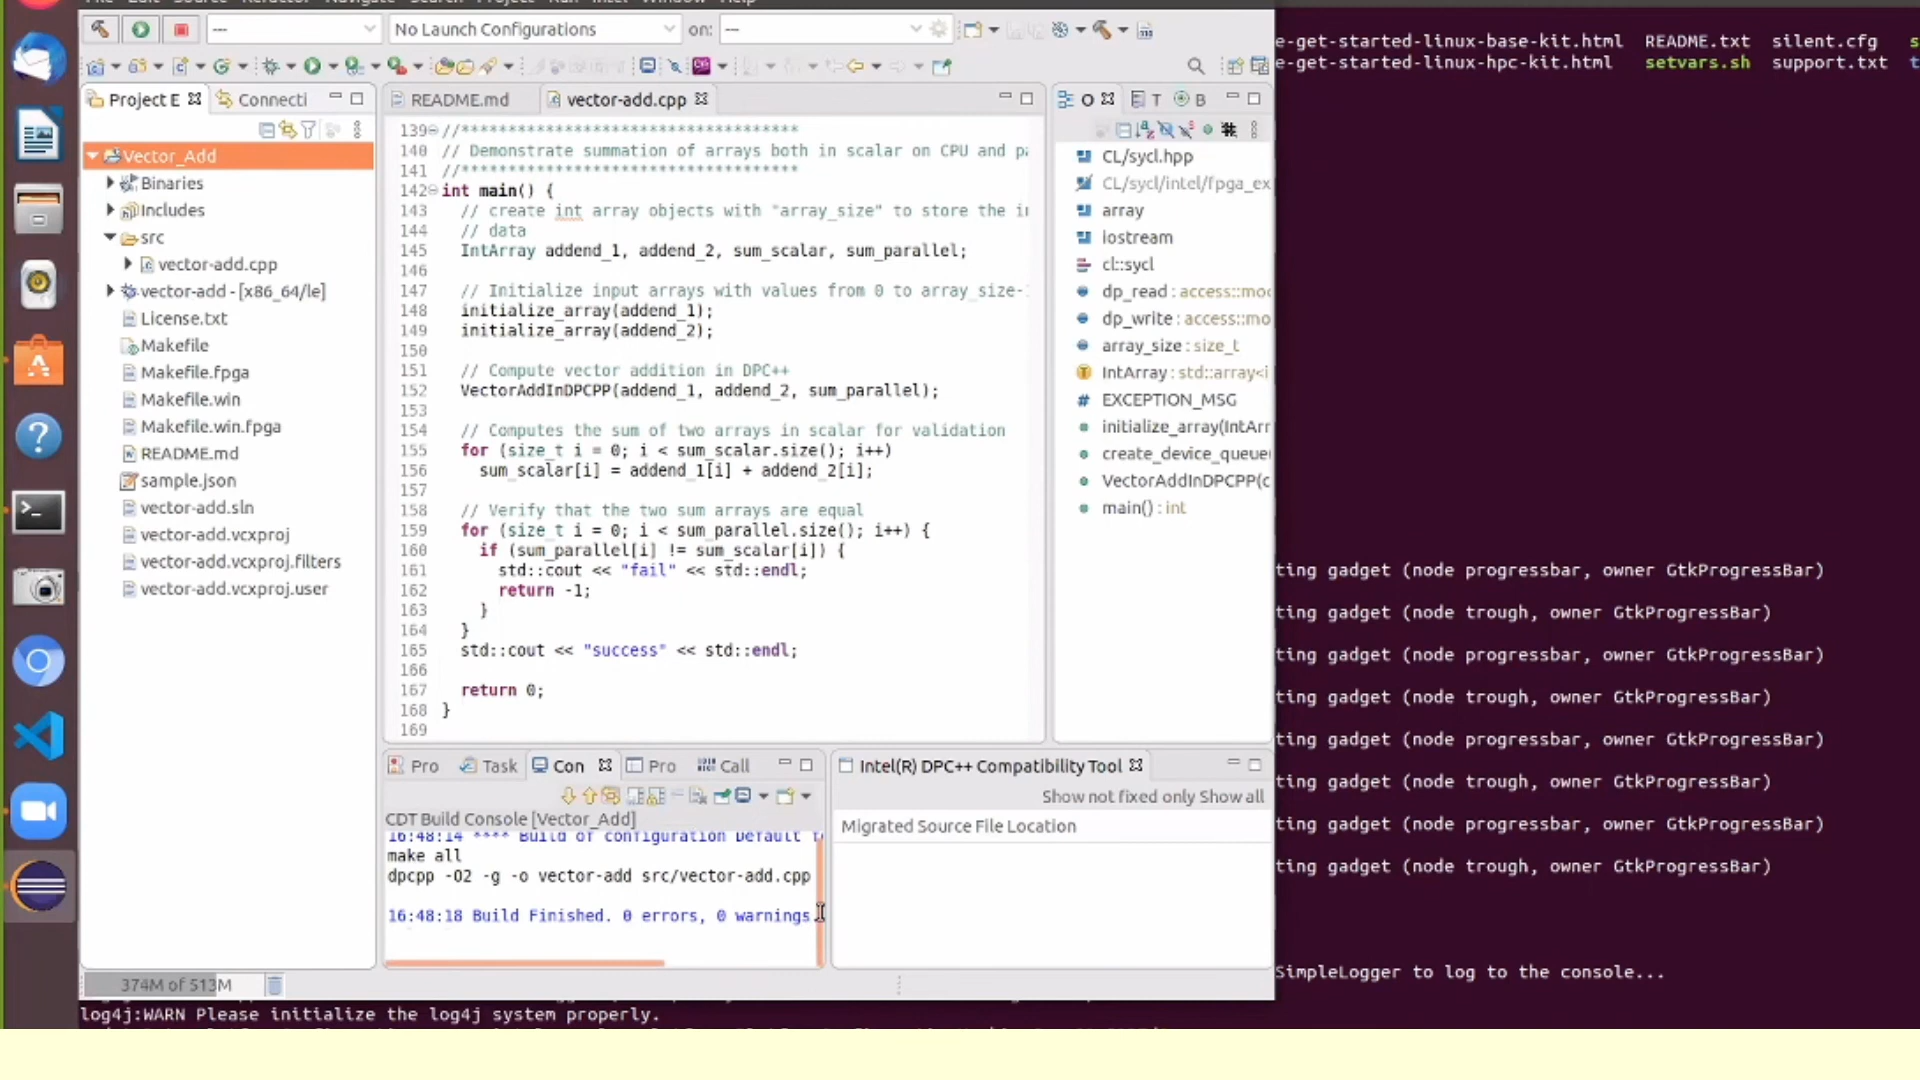 No Launch Configurations
on:
e-get-started-linux-base-kit.html README.txt silent.cfg
e-get-started-linux-hpc-kit.html setvars.sh support.txt
Project E
Connecti
README.md
vector-add.cpp
O
T
B
Vector_Add
Binaries
Includes
src
vector-add.cpp
vector-add - [x86_64/le]
License.txt
Makefile
Makefile.fpga
Makefile.win
Makefile.win.fpga
README.md
sample.json
vector-add.sln
vector-add.vcxproj
vector-add.vcxproj.filters
vector-add.vcxproj.user
139 //************************************
140 // Demonstrate summation of arrays both in scalar on CPU and pa
141 //************************************
142 int main() {
143 // create int array objects with "array_size" to store the in
144 // data
145 IntArray addend_1, addend_2, sum_scalar, sum_parallel;
146
147 // Initialize input arrays with values from 0 to array_size-1
148 initialize_array(addend_1);
149 initialize_array(addend_2);
150
151 // Compute vector addition in DPC++
152 VectorAddInDPCPP(addend_1, addend_2, sum_parallel);
153
154 // Computes the sum of two arrays in scalar for validation
155 for (size_t i = 0; i < sum_scalar.size(); i++)
156 sum_scalar[i] = addend_1[i] + addend_2[i];
157
158 // Verify that the two sum arrays are equal
159 for (size_t i = 0; i < sum_parallel.size(); i++) {
160 if (sum_parallel[i] != sum_scalar[i]) {
161 std::cout << "fail" << std::endl;
162 return -1;
163 }
164 }
165 std::cout << "success" << std::endl;
166
167 return 0;
168 }
169
CL/sycl.hpp
CL/sycl/intel/fpga_ex
array
iostream
cl::sycl
dp_read : access::mod
dp_write : access::mo
array_size : size_t
IntArray : std::array<i
EXCEPTION_MSG
initialize_array(IntArr
create_device_queue
VectorAddInDPCPP(c
main() : int
Pro
Task
Con
Pro
Call
CDT Build Console [Vector_Add]
16:48:14 **** Build of configuration Default f
make all
dpcpp -O2 -g -o vector-add src/vector-add.cpp
16:48:18 Build Finished. 0 errors, 0 warnings.
Intel(R) DPC++ Compatibility Tool
Show not fixed only Show all
Migrated Source File Location
374M of 513M
ting gadget (node progressbar, owner GtkProgressBar)
ting gadget (node trough, owner GtkProgressBar)
ting gadget (node progressbar, owner GtkProgressBar)
ting gadget (node trough, owner GtkProgressBar)
ting gadget (node progressbar, owner GtkProgressBar)
ting gadget (node trough, owner GtkProgressBar)
ting gadget (node progressbar, owner GtkProgressBar)
ting gadget (node trough, owner GtkProgressBar)
SimpleLogger to log to the console...
log4j:WARN Please initialize the log4j system properly.